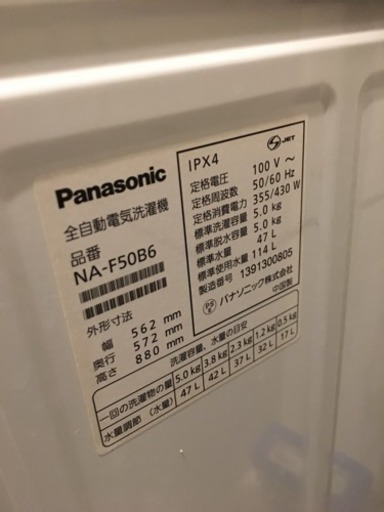 Panasonic
全自動電気洗濯機
品番
NA-F50B6
外形寸法
幅 562 mm
奥行 572 mm
高さ 880 mm
IPX4
JET
定格電圧 100 V ～
定格周波数 50/60 Hz
定格消費電力 355/430 W
標準洗濯容量 5.0 kg
標準脱水容量 5.0 kg
標準水量 47 L
標準使用水量 114 L
製造番号 1391300805
PS パナソニック株式会社
中国製
洗濯容量、水量の目安
一回の洗濯物の量 5.0 kg 3.8 kg 2.3 kg 1.2 kg 0.5 kg
水量調節 (水量) 47 L 42 L 37 L 32 L 17 L